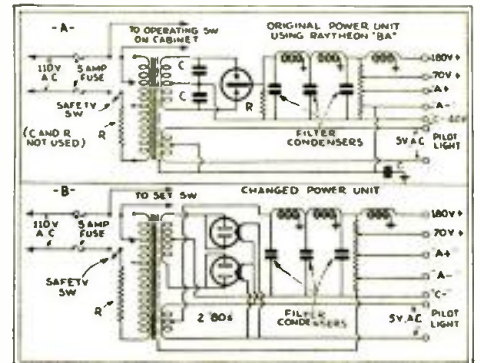 -A-
TO OPERATING SW
ON CABINET
ORIGINAL POWER UNIT
USING RAYTHEON "BA"
110V
A C
5 AMP
FUSE
SAFETY
SW
(C AND R
NOT USED)
R
C
C
R
FILTER
CONDENSERS
180V+
70V+
A+
A-
5V,AC
PILOT
LIGHT
C
-B-
TO SET SW
CHANGED POWER UNIT
110V
A C
5 AMP
FUSE
SAFETY
SW
R
2 '80s
FILTER
CONDENSERS
180V+
70V+
"A+
"A-
"C-
5V,AC
PILOT
LIGHT